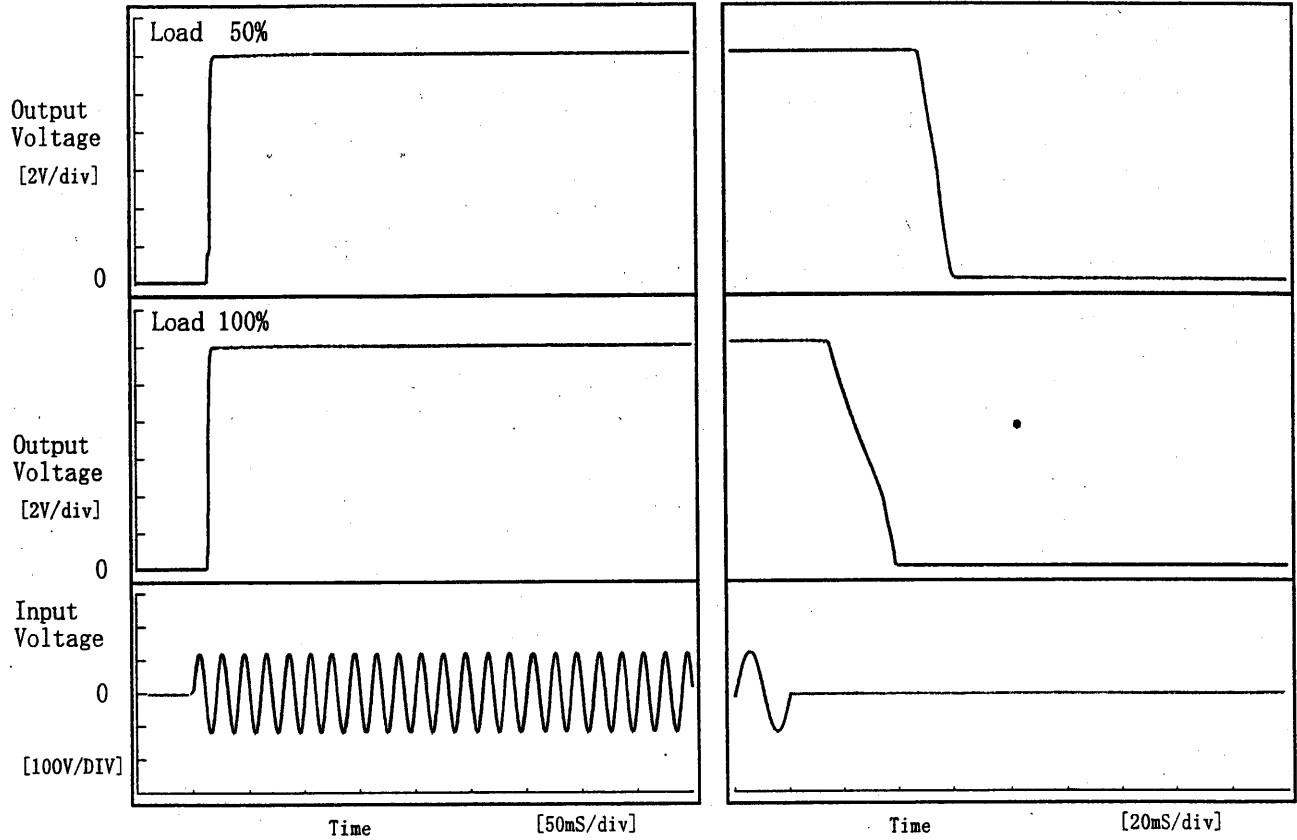 Load 50%
Output
Voltage
[2V/div]
0
Load 100%
Output
Voltage
[2V/div]
0
Input
Voltage
0
[100V/DIV]
Time [50mS/div]
Time [20mS/div]